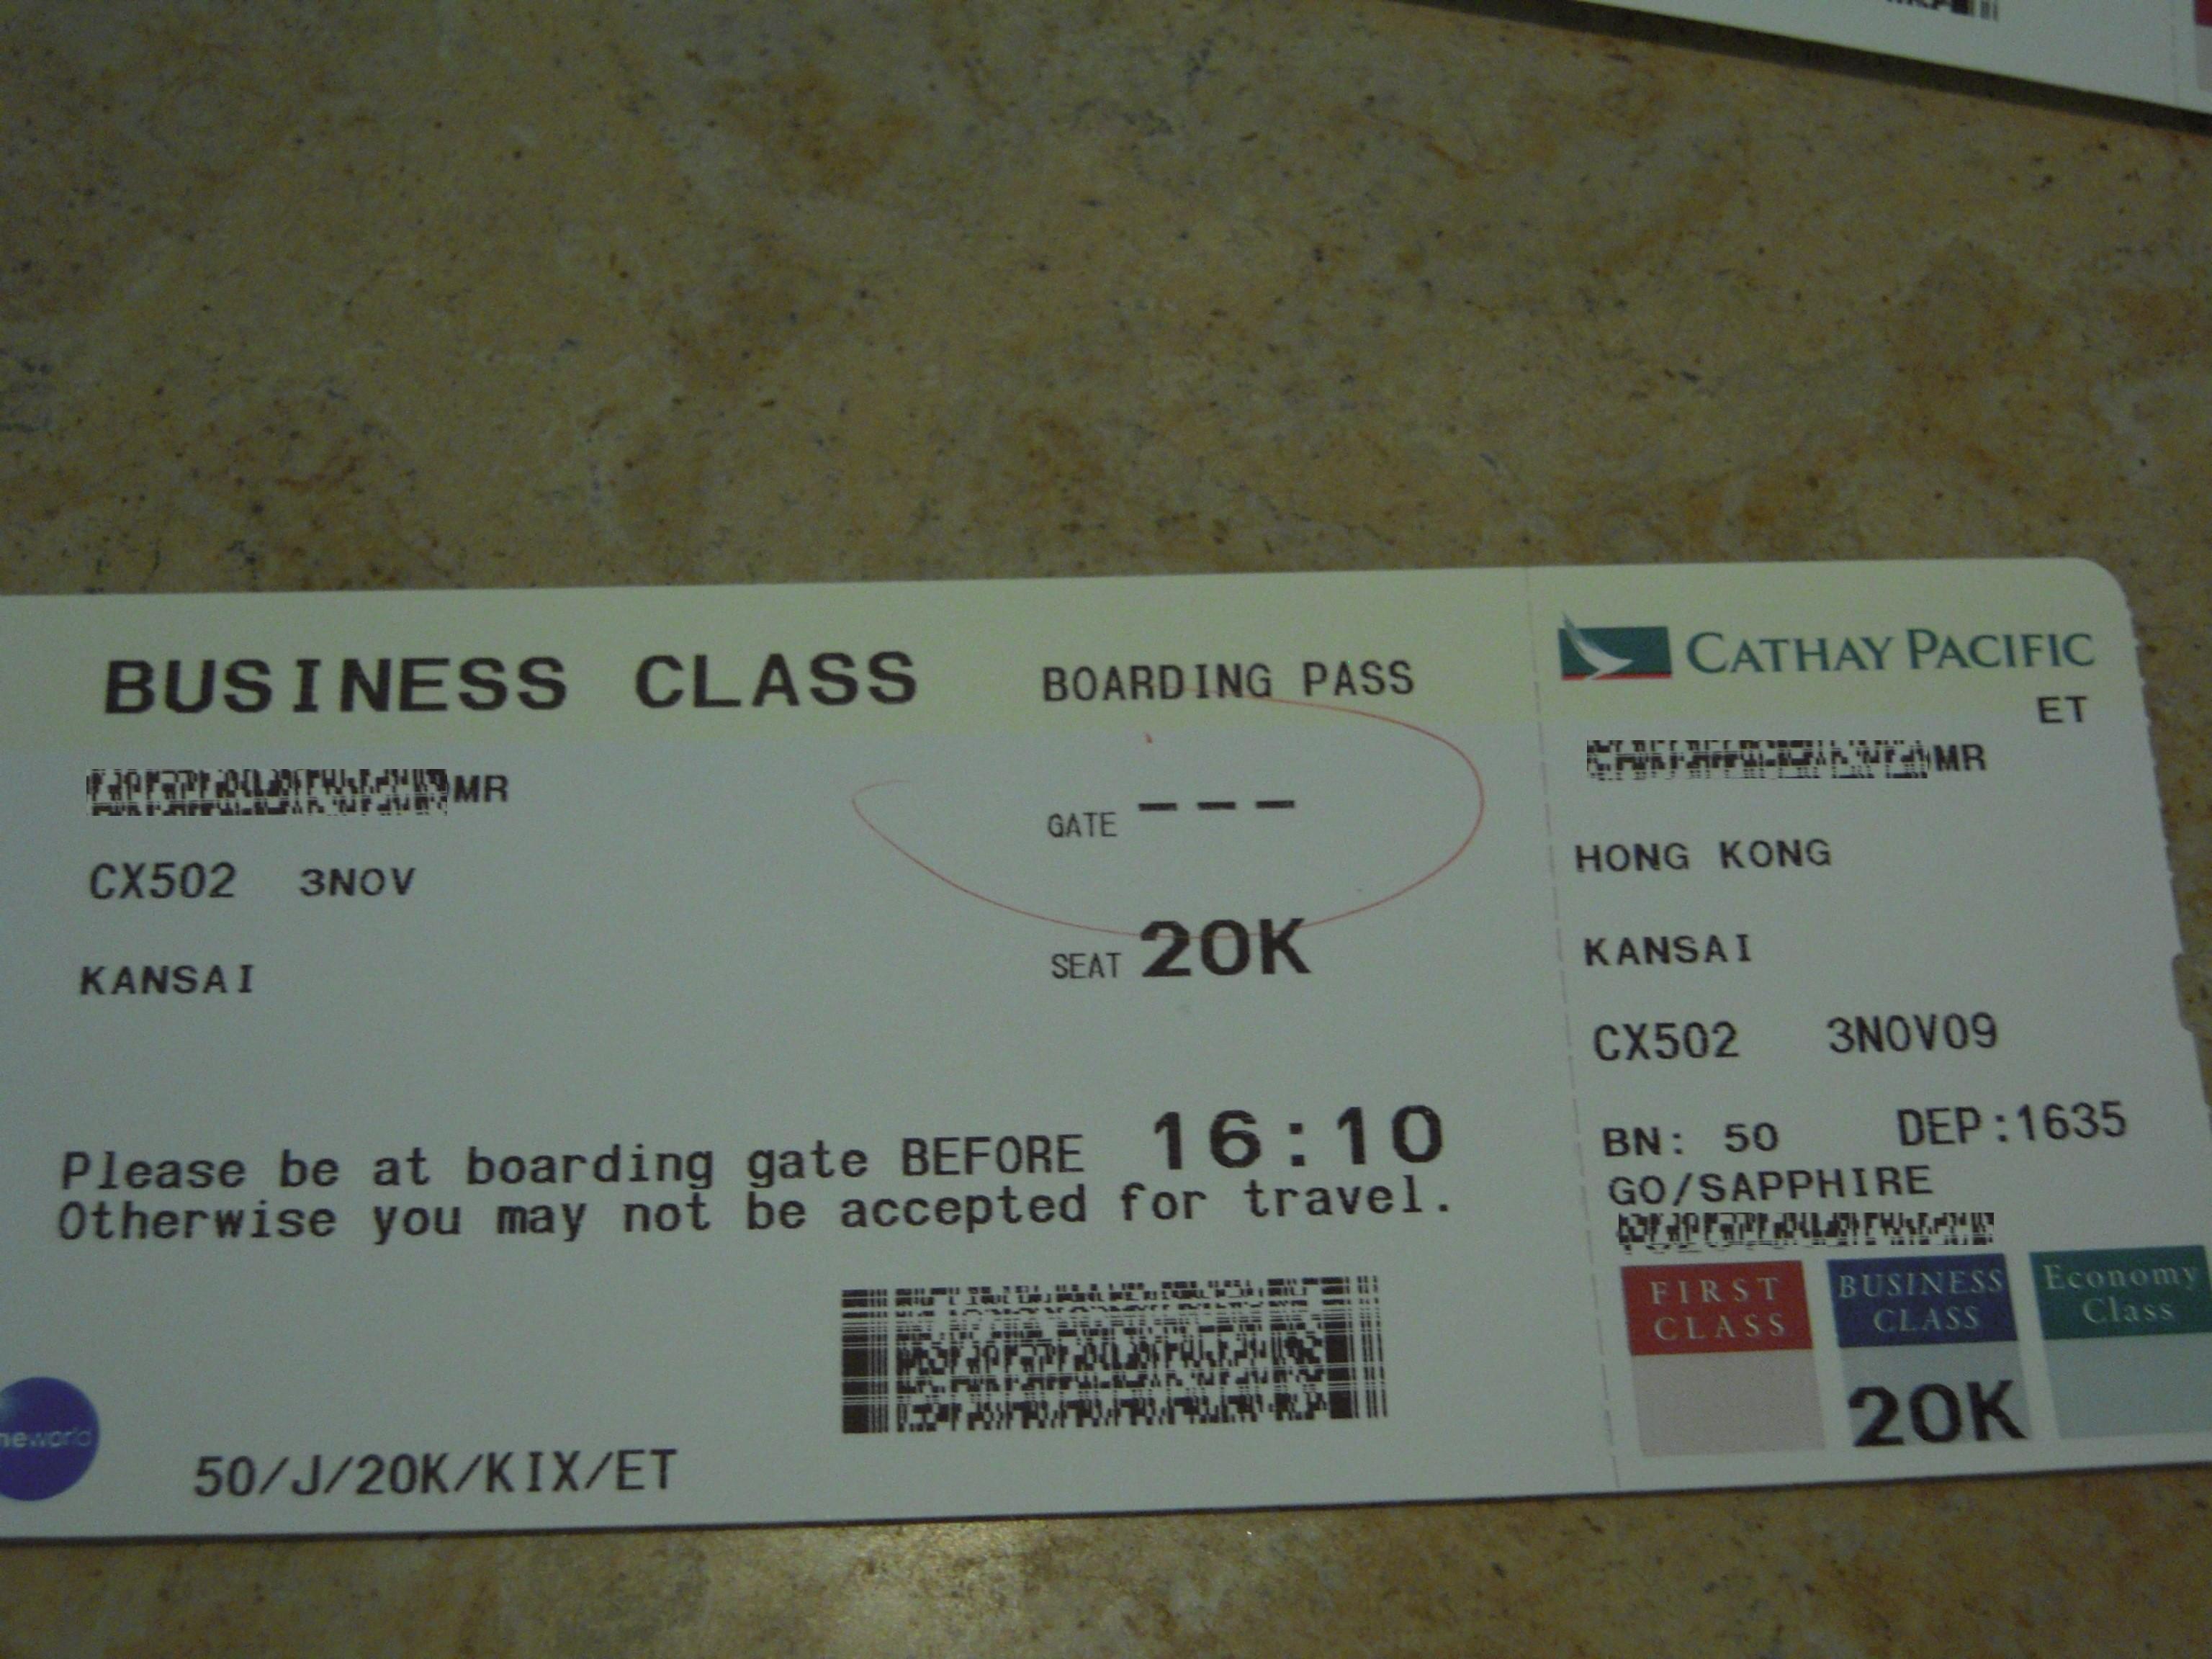 BUSINESS CLASS
BOARDING PASS
MR
CX502 3NOV
KANSAI
GATE ---
SEAT 20K
Please be at boarding gate BEFORE 16:10
Otherwise you may not be accepted for travel.
50/J/20K/KIX/ET
CATHAY PACIFIC
ET
MR
HONG KONG
KANSAI
CX502 3NOV09
BN: 50 DEP:1635
GO/SAPPHIRE
FIRST CLASS
BUSINESS CLASS
Economy Class
20K